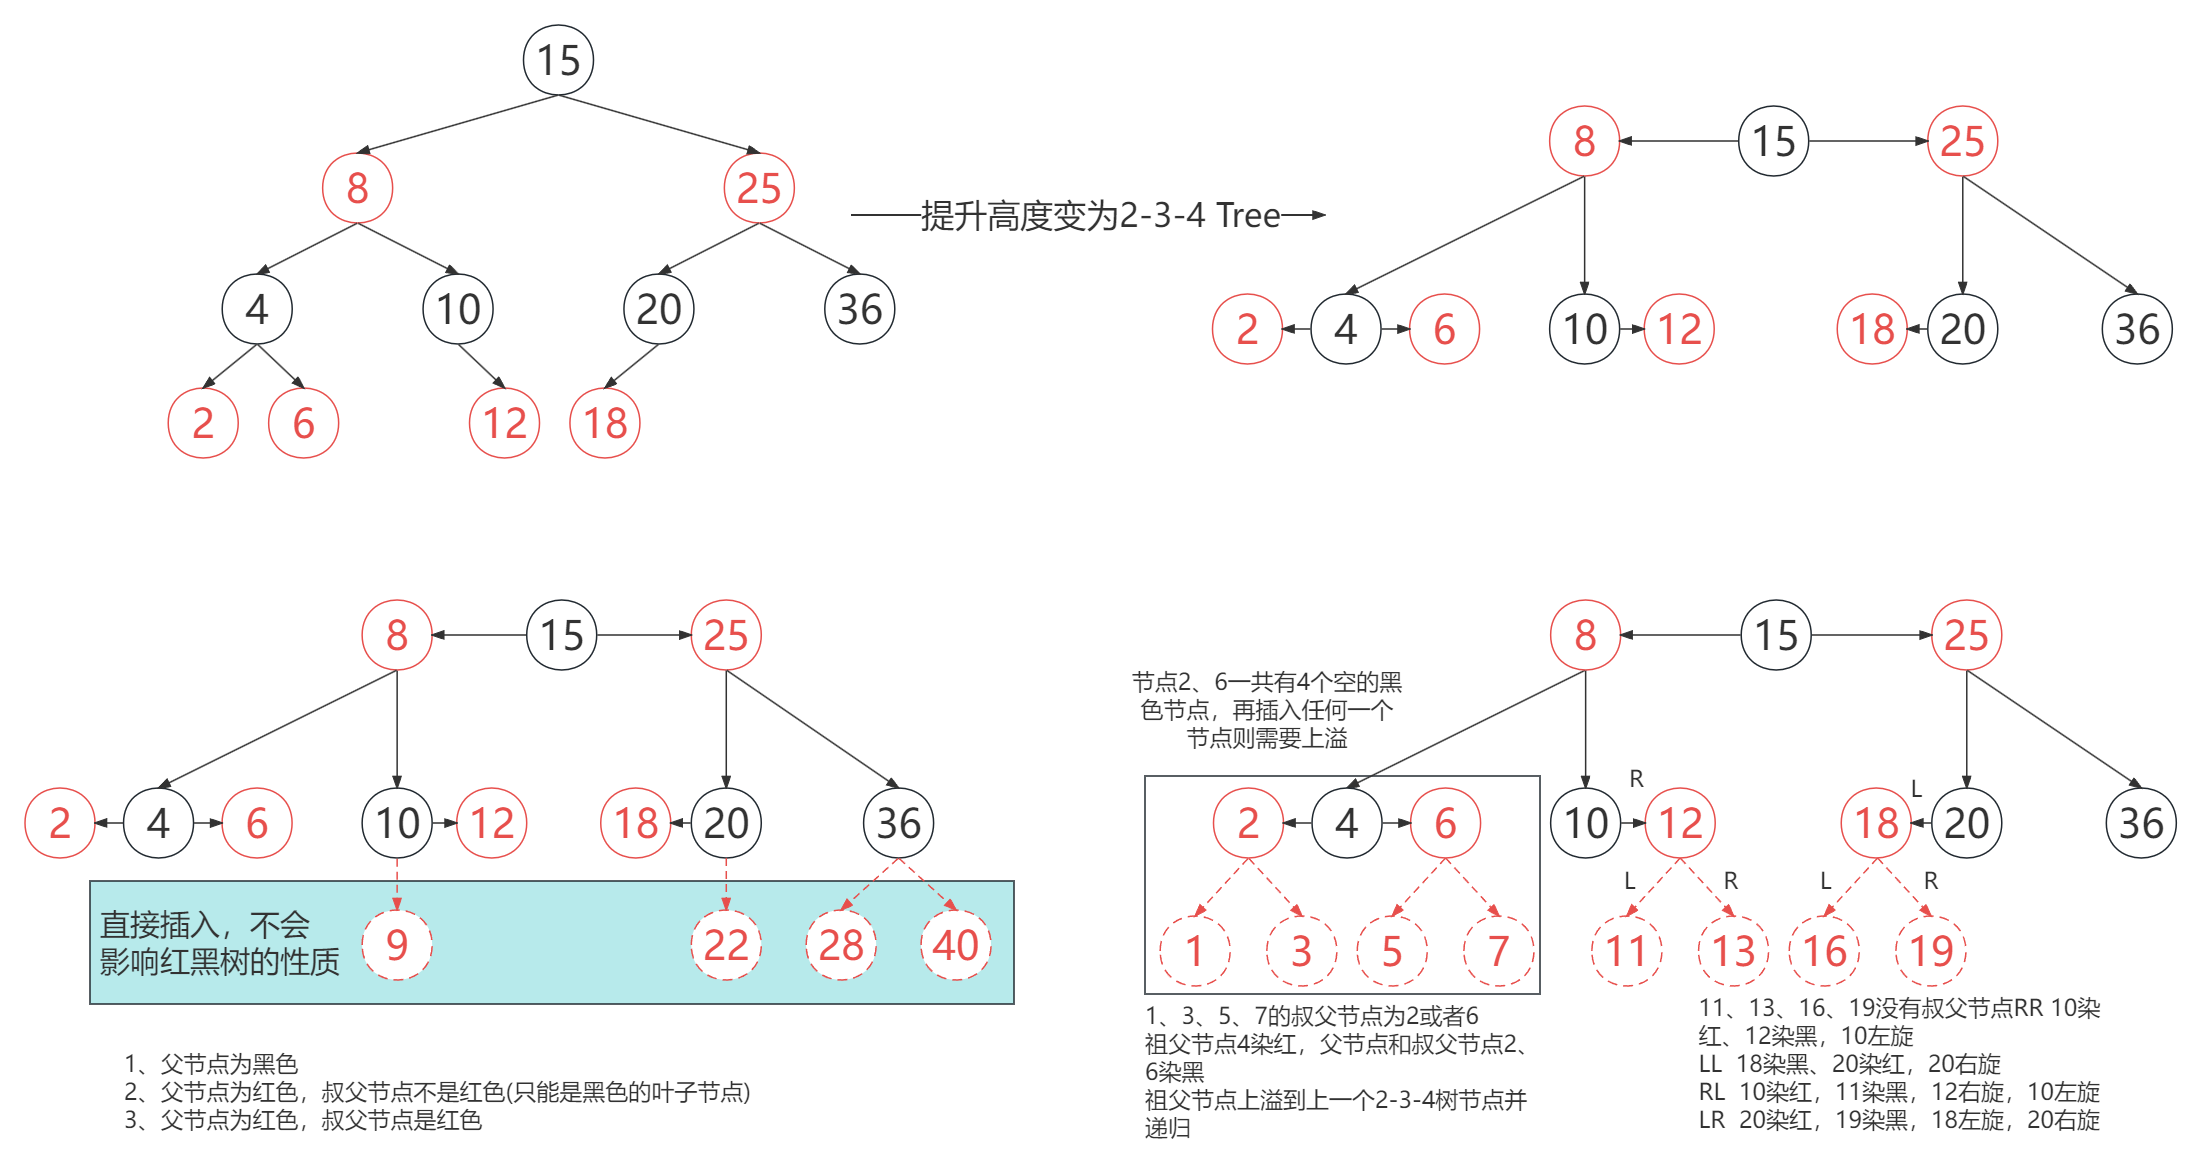 15
8
25
4
10
20
36
2
6
12
18
提升高度变为2-3-4 Tree
8
15
25
2
4
6
10
12
18
20
36
8
15
25
2
4
6
10
12
18
20
36
直接插入，不会
影响红黑树的性质
9
22
28
40
1、父节点为黑色
2、父节点为红色，叔父节点不是红色(只能是黑色的叶子节点)
3、父节点为红色，叔父节点是红色
8
15
25
节点2、6一共有4个空的黑
色节点，再插入任何一个
节点则需要上溢
2
4
6
10
R
12
18
L
20
36
L
R
L
R
1
3
5
7
11
13
16
19
1、3、5、7的叔父节点为2或者6
祖父节点4染红，父节点和叔父节点2、
6染黑
祖父节点上溢到上一个2-3-4树节点并
递归
11、13、16、19没有叔父节点RR 10染
红、12染黑，10左旋
LL 18染黑、20染红，20右旋
RL 10染红，11染黑，12右旋，10左旋
LR 20染红，19染黑，18左旋，20右旋